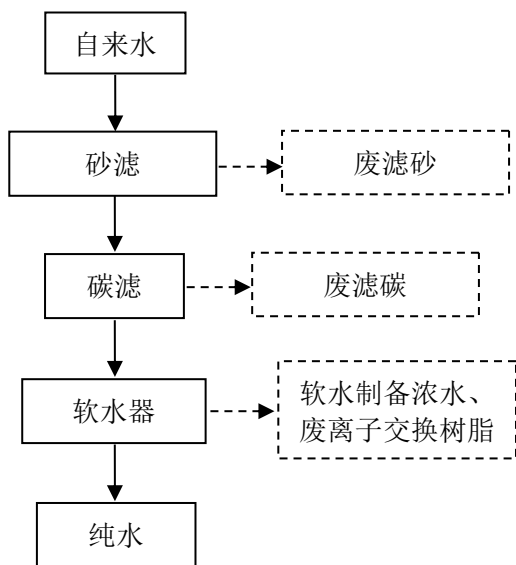 自来水
砂滤
废滤砂
碳滤
废滤碳
软水器
软水制备浓水、
废离子交换树脂
纯水